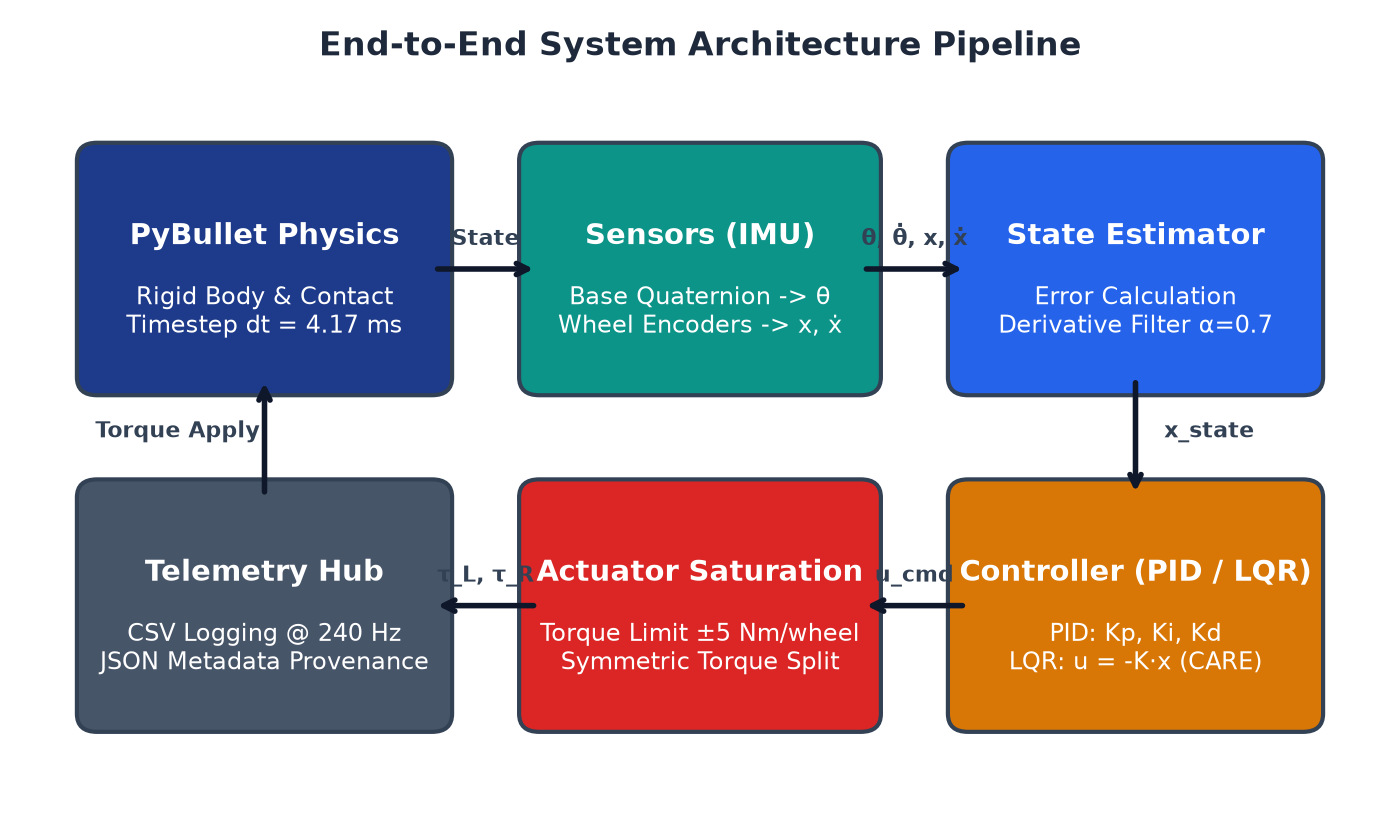 End-to-End System Architecture Pipeline
PyBullet Physics
Rigid Body & Contact
Timestep dt = 4.17 ms
State
Sensors (IMU)
Base Quaternion -> θ
Wheel Encoders -> x, ẋ
θ, θ̇, x, ẋ
State Estimator
Error Calculation
Derivative Filter α=0.7
Torque Apply
x_state
Telemetry Hub
CSV Logging @ 240 Hz
JSON Metadata Provenance
τ_L, τ_R
Actuator Saturation
Torque Limit ±5 Nm/wheel
Symmetric Torque Split
u_cmd
Controller (PID / LQR)
PID: Kp, Ki, Kd
LQR: u = -K·x (CARE)